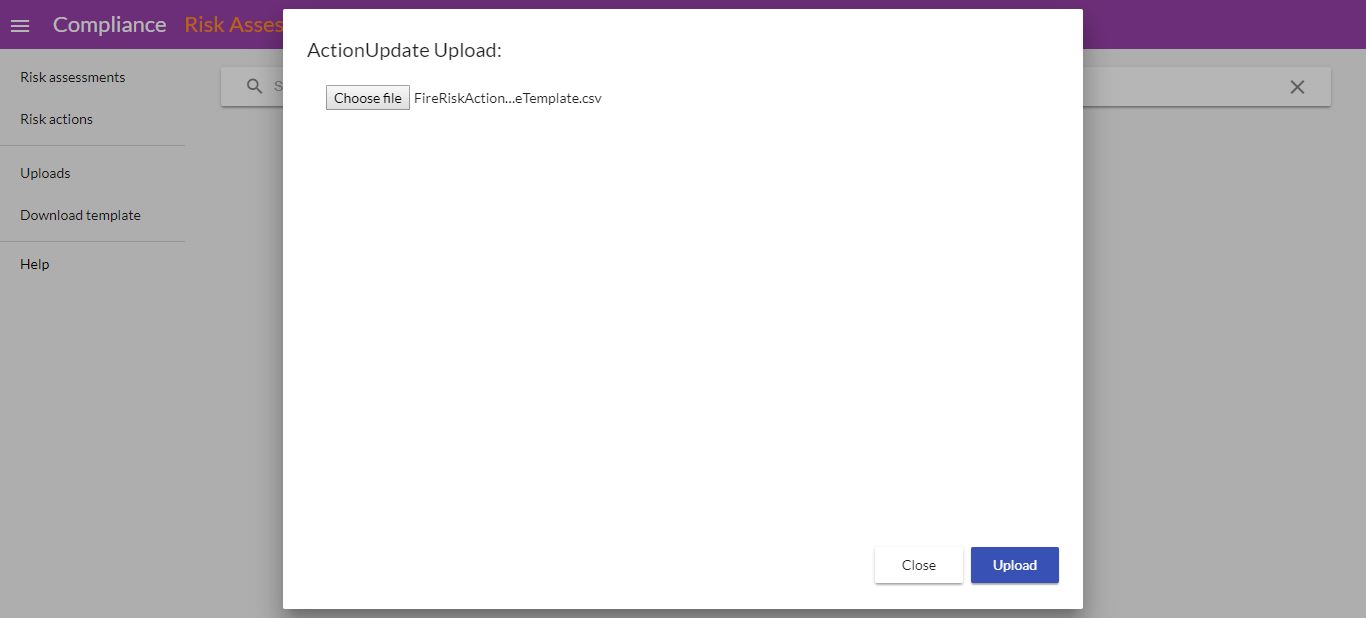 Compliance Risk Asses
ActionUpdate Upload:
Choose file FireRiskAction...eTemplate.csv
Risk assessments
Risk actions
Uploads
Download template
Help
S
Close Upload